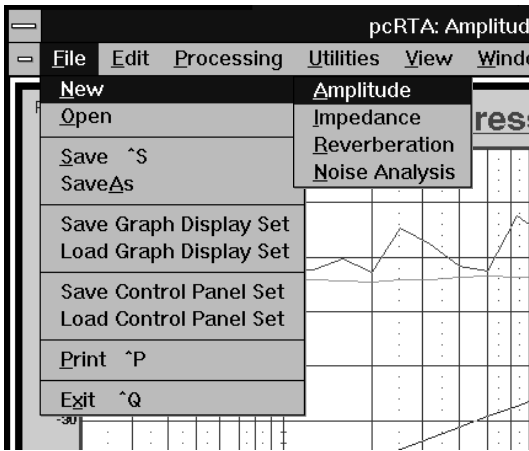 pcRTA: Amplitud
File Edit Processing Utilities View Windo
New
Open
Save ^S
SaveAs
Save Graph Display Set
Load Graph Display Set
Save Control Panel Set
Load Control Panel Set
Print ^P
Exit ^Q
Amplitude
Impedance
Reverberation
Noise Analysis
res
-30